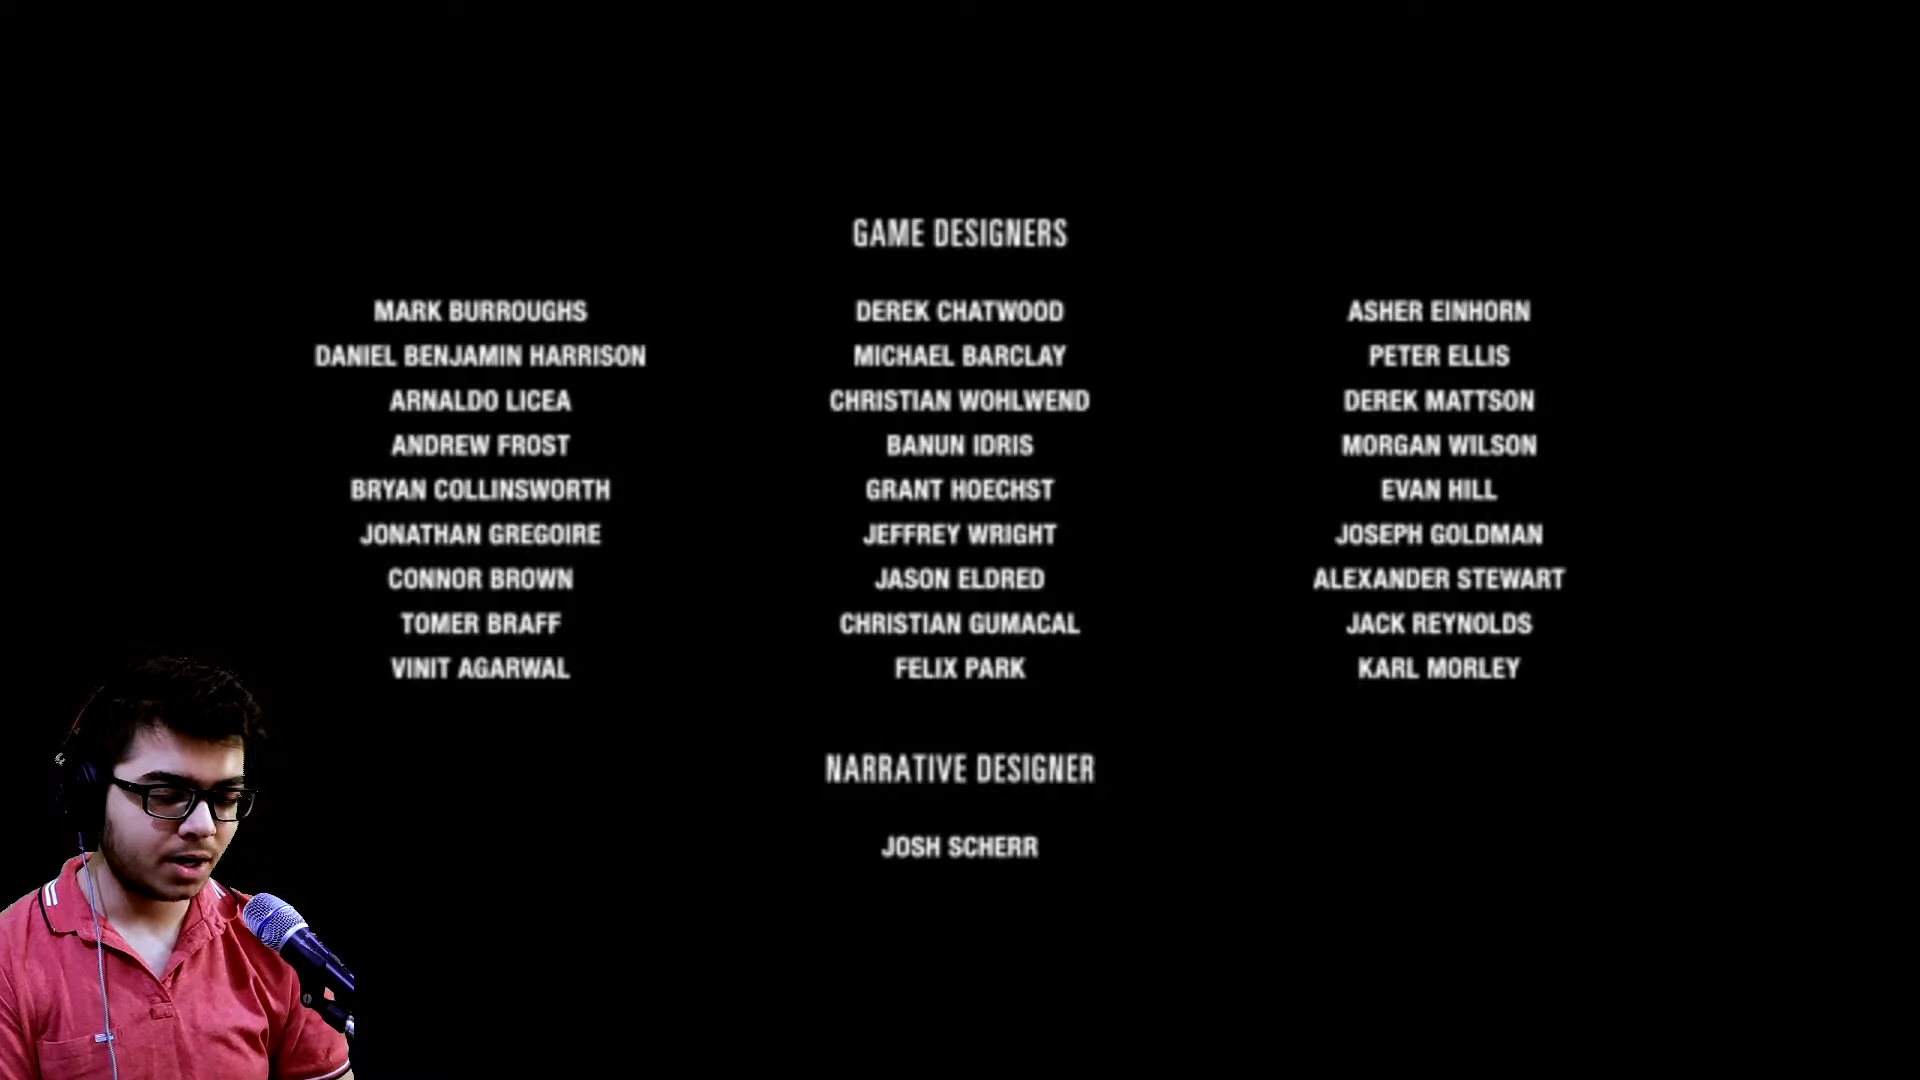 GAME DESIGNERS
MARK BURROUGHS DEREK CHATWOOD ASHER EINHORN
DANIEL BENJAMIN HARRISON MICHAEL BARCLAY PETER ELLIS
ARNALDO LICEA CHRISTIAN WOHLWEND DEREK MATTSON
ANDREW FROST BANUN IDRIS MORGAN WILSON
BRYAN COLLINSWORTH GRANT HOECHST EVAN HILL
JONATHAN GREGOIRE JEFFREY WRIGHT JOSEPH GOLDMAN
CONNOR BROWN JASON ELDRED ALEXANDER STEWART
TOMER BRAFF CHRISTIAN GUMACAL JACK REYNOLDS
VINIT AGARWAL FELIX PARK KARL MORLEY
NARRATIVE DESIGNER
JOSH SCHERR